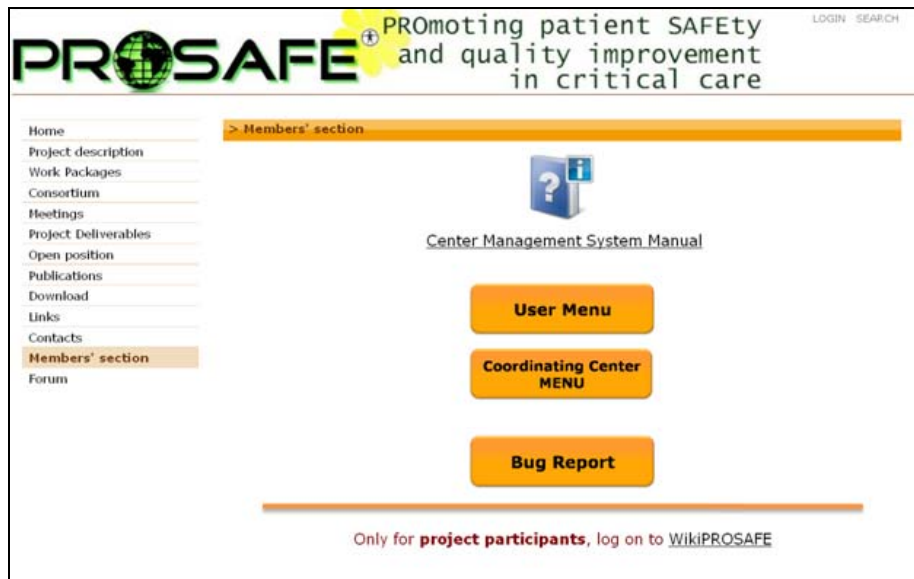 PROSAFE
PROmoting patient SAFEty
and quality improvement
in critical care
LOGIN SEARCH
Home
Project description
Work Packages
Consortium
Meetings
Project Deliverables
Open position
Publications
Download
Links
Contacts
Members' section
Forum
> Members' section
Center Management System Manual
User Menu
Coordinating Center
MENU
Bug Report
Only for project participants, log on to WikiPROSAFE